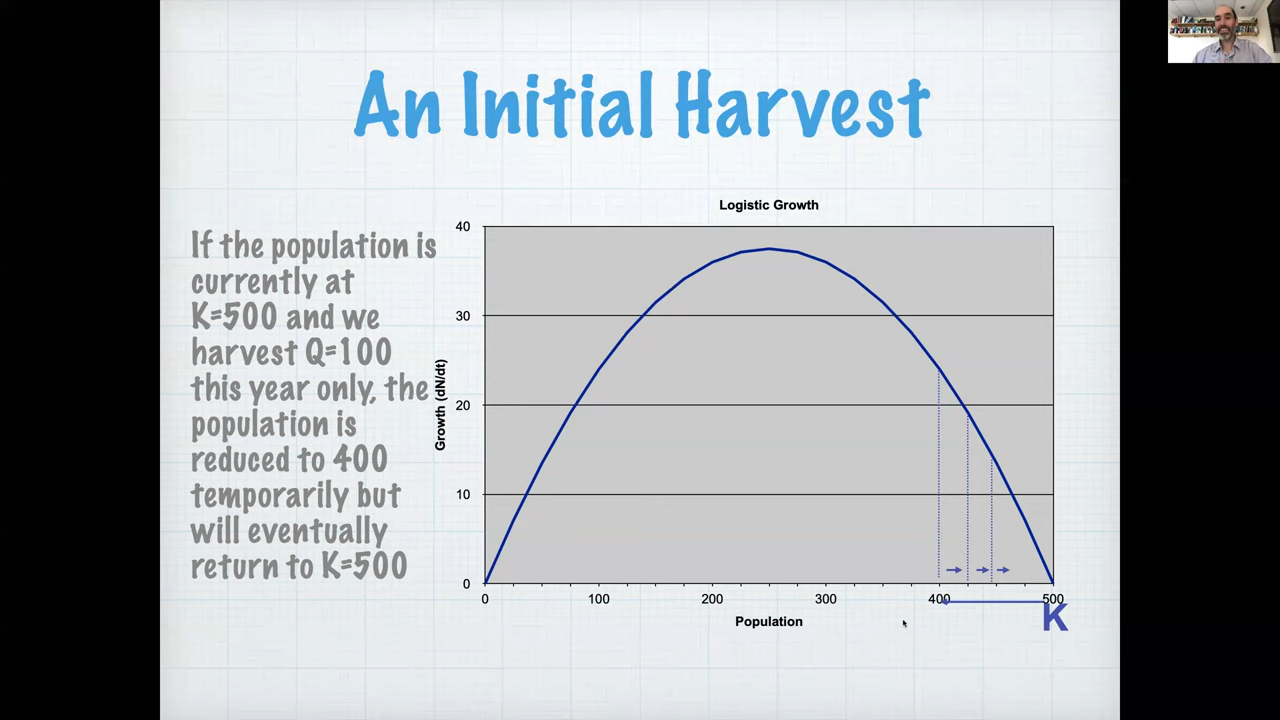 An Initial Harvest
If the population is
currently at
K=500 and we
harvest Q=100
this year only, the
population is
reduced to 400
temporarily but
will eventually
return to K=500
Logistic Growth
Growth (dN/dt)
40
30
20
10
0
0 100 200 300 400 500
K
Population